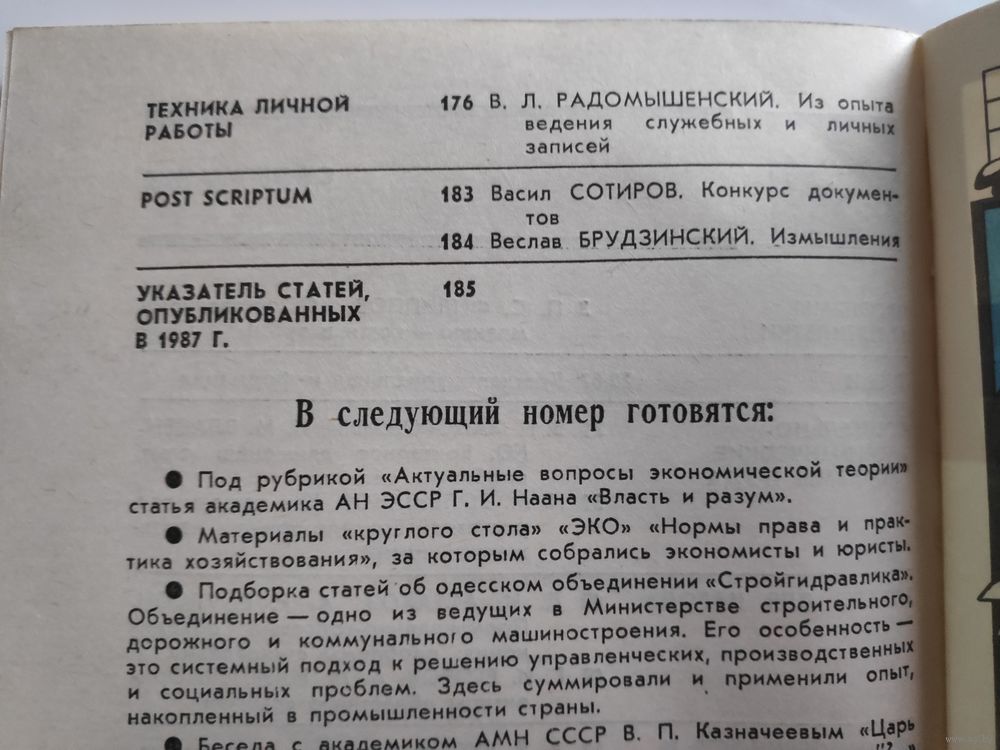 ТЕХНИКА ЛИЧНОЙ
РАБОТЫ
176 В. Л. РАДОМЫШЕНСКИЙ. Из опыта
ведения служебных и личных
записей
POST SCRIPTUM
183 Васил СОТИРОВ. Конкурс докумен-
тов
184 Веслав БРУДЗИНСКИЙ. Измышления
УКАЗАТЕЛЬ СТАТЕЙ,
ОПУБЛИКОВАННЫХ
В 1987 Г.
185
В следующий номер готовятся:
● Под рубрикой «Актуальные вопросы экономической теории»
статья академика АН ЭССР Г. И. Наана «Власть и разум».
● Материалы «круглого стола» «ЭКО» «Нормы права и прак-
тика хозяйствования», за которым собрались экономисты и юристы.
● Подборка статей об одесском объединении «Стройгидравлика».
Объединение — одно из ведущих в Министерстве строительного,
дорожного и коммунального машиностроения. Его особенность —
это системный подход к решению управленческих, производственных
и социальных проблем. Здесь суммировали и применили опыт,
накопленный в промышленности страны.
● Беседа с академиком АМН СССР В. П. Казначеевым «Царь